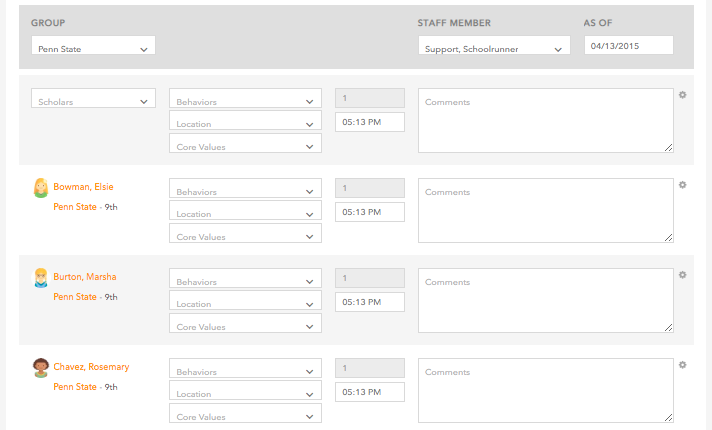 GROUP STAFF MEMBER AS OF
Penn State Support, Schoolrunner 04/13/2015
Scholars Behaviors 1 Comments
Location 05:13 PM
Core Values
Bowman, Elsie Behaviors 1 Comments
Penn State - 9th Location 05:13 PM
Core Values
Burton, Marsha Behaviors 1 Comments
Penn State - 9th Location 05:13 PM
Core Values
Chavez, Rosemary Behaviors 1 Comments
Penn State - 9th Location 05:13 PM
Core Values